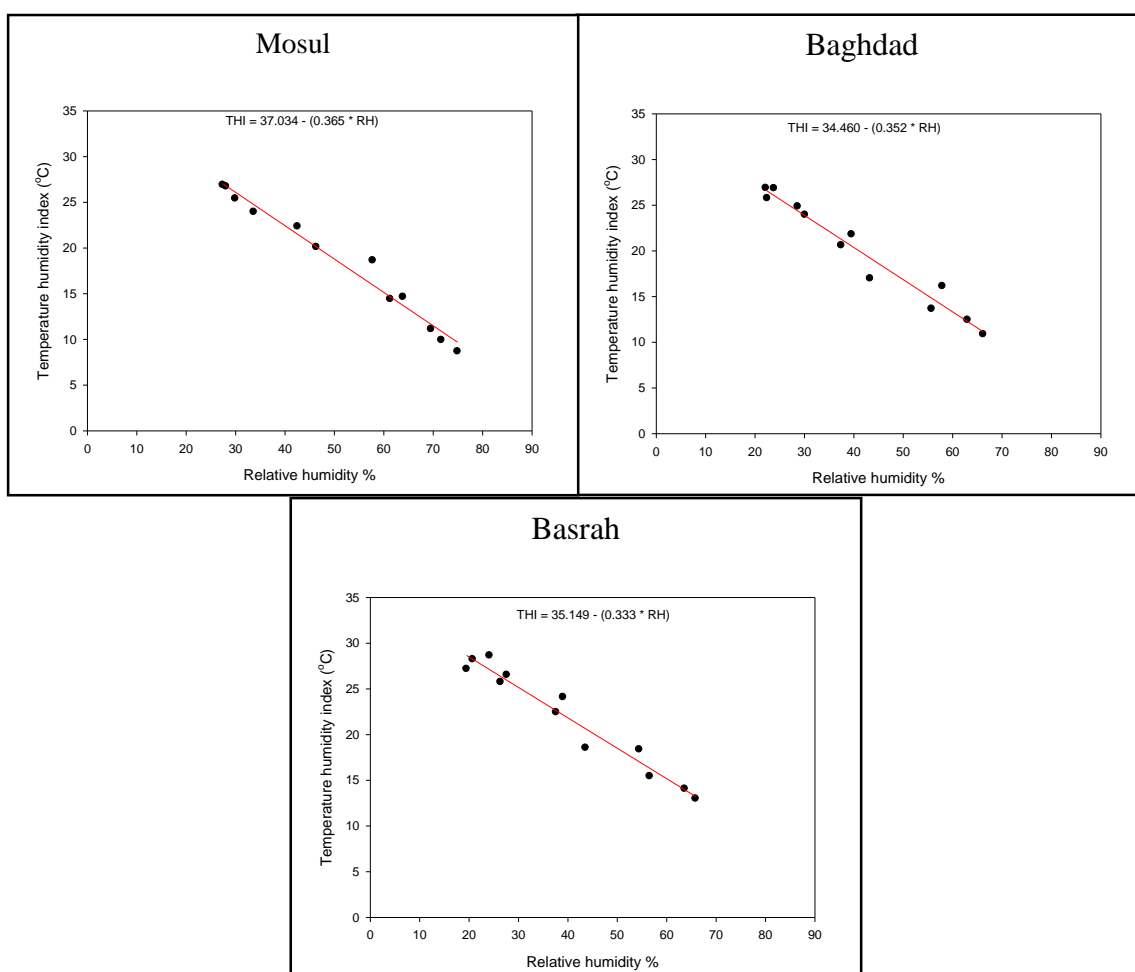 Mosul
THI = 37.034 - (0.365 * RH)
Temperature humidity index (°C)
35
30
25
20
15
10
5
0
0 10 20 30 40 50 60 70 80 90
Relative humidity %
Baghdad
THI = 34.460 - (0.352 * RH)
Temperature humidity index (°C)
35
30
25
20
15
10
5
0
0 10 20 30 40 50 60 70 80 90
Relative humidity %
Basrah
THI = 35.149 - (0.333 * RH)
Temperature humidity index (°C)
35
30
25
20
15
10
5
0
0 10 20 30 40 50 60 70 80 90
Relative humidity %